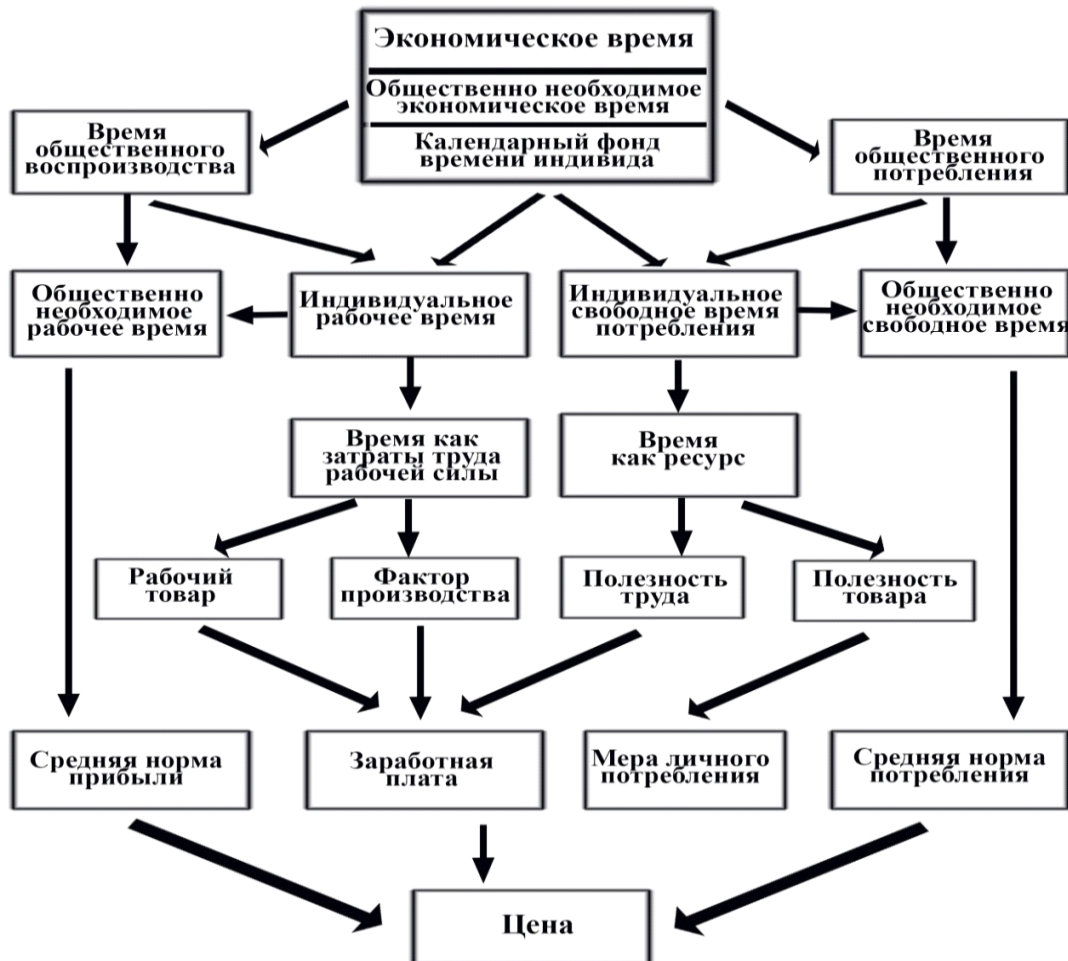 Экономическое время
Общественно необходимое
экономическое время
Календарный фонд
времени индивида
Время
общественного
воспроизводства
Время
общественного
потребления
Общественно
необходимое
рабочее время
Индивидуальное
рабочее время
Индивидуальное
свободное время
потребления
Общественно
необходимое
свободное время
Время как
затраты труда
рабочей силы
Время
как ресурс
Рабочий
товар
Фактор
производства
Полезность
труда
Полезность
товара
Средняя норма
прибыли
Заработная
плата
Мера личного
потребления
Средняя норма
потребления
Цена